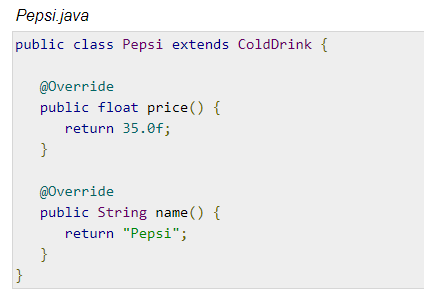 Pepsi.java
public class Pepsi extends ColdDrink {
@Override
public float price() {
return 35.0f;
}
@Override
public String name() {
return "Pepsi";
}
}